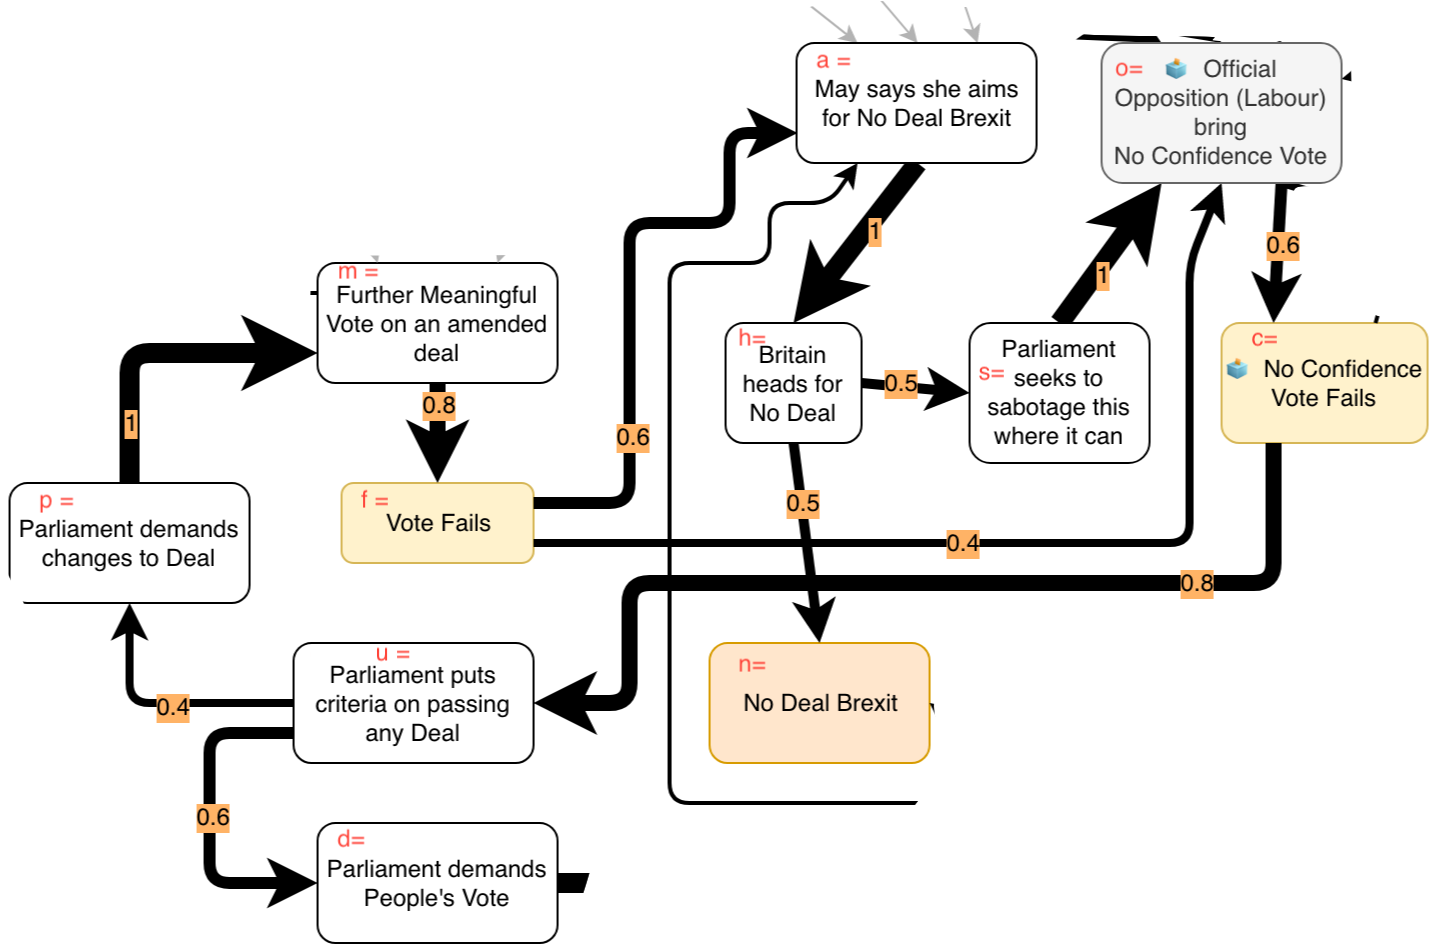 a =
May says she aims
for No Deal Brexit
o= Official
Opposition (Labour)
bring
No Confidence Vote
1
0.6
m =
Further Meaningful
Vote on an amended
deal
1
h=
Britain
heads for
No Deal
0.5
s=
Parliament
seeks to
sabotage this
where it can
c=
No Confidence
Vote Fails
0.8
1
0.6
p =
Parliament demands
changes to Deal
f =
Vote Fails
0.5
0.4
0.8
u =
Parliament puts
criteria on passing
any Deal
n=
No Deal Brexit
0.4
0.6
d=
Parliament demands
People's Vote